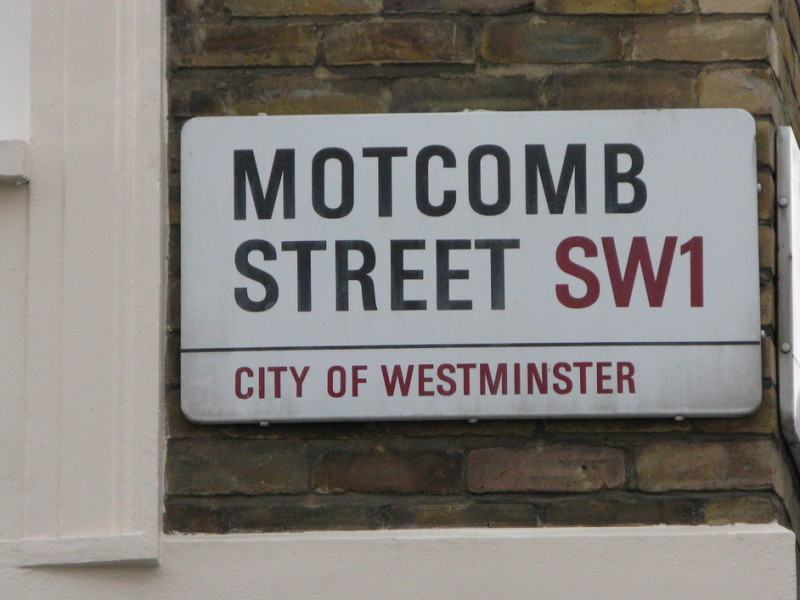 MOTCOMB
STREET SW1
CITY OF WESTMINSTER